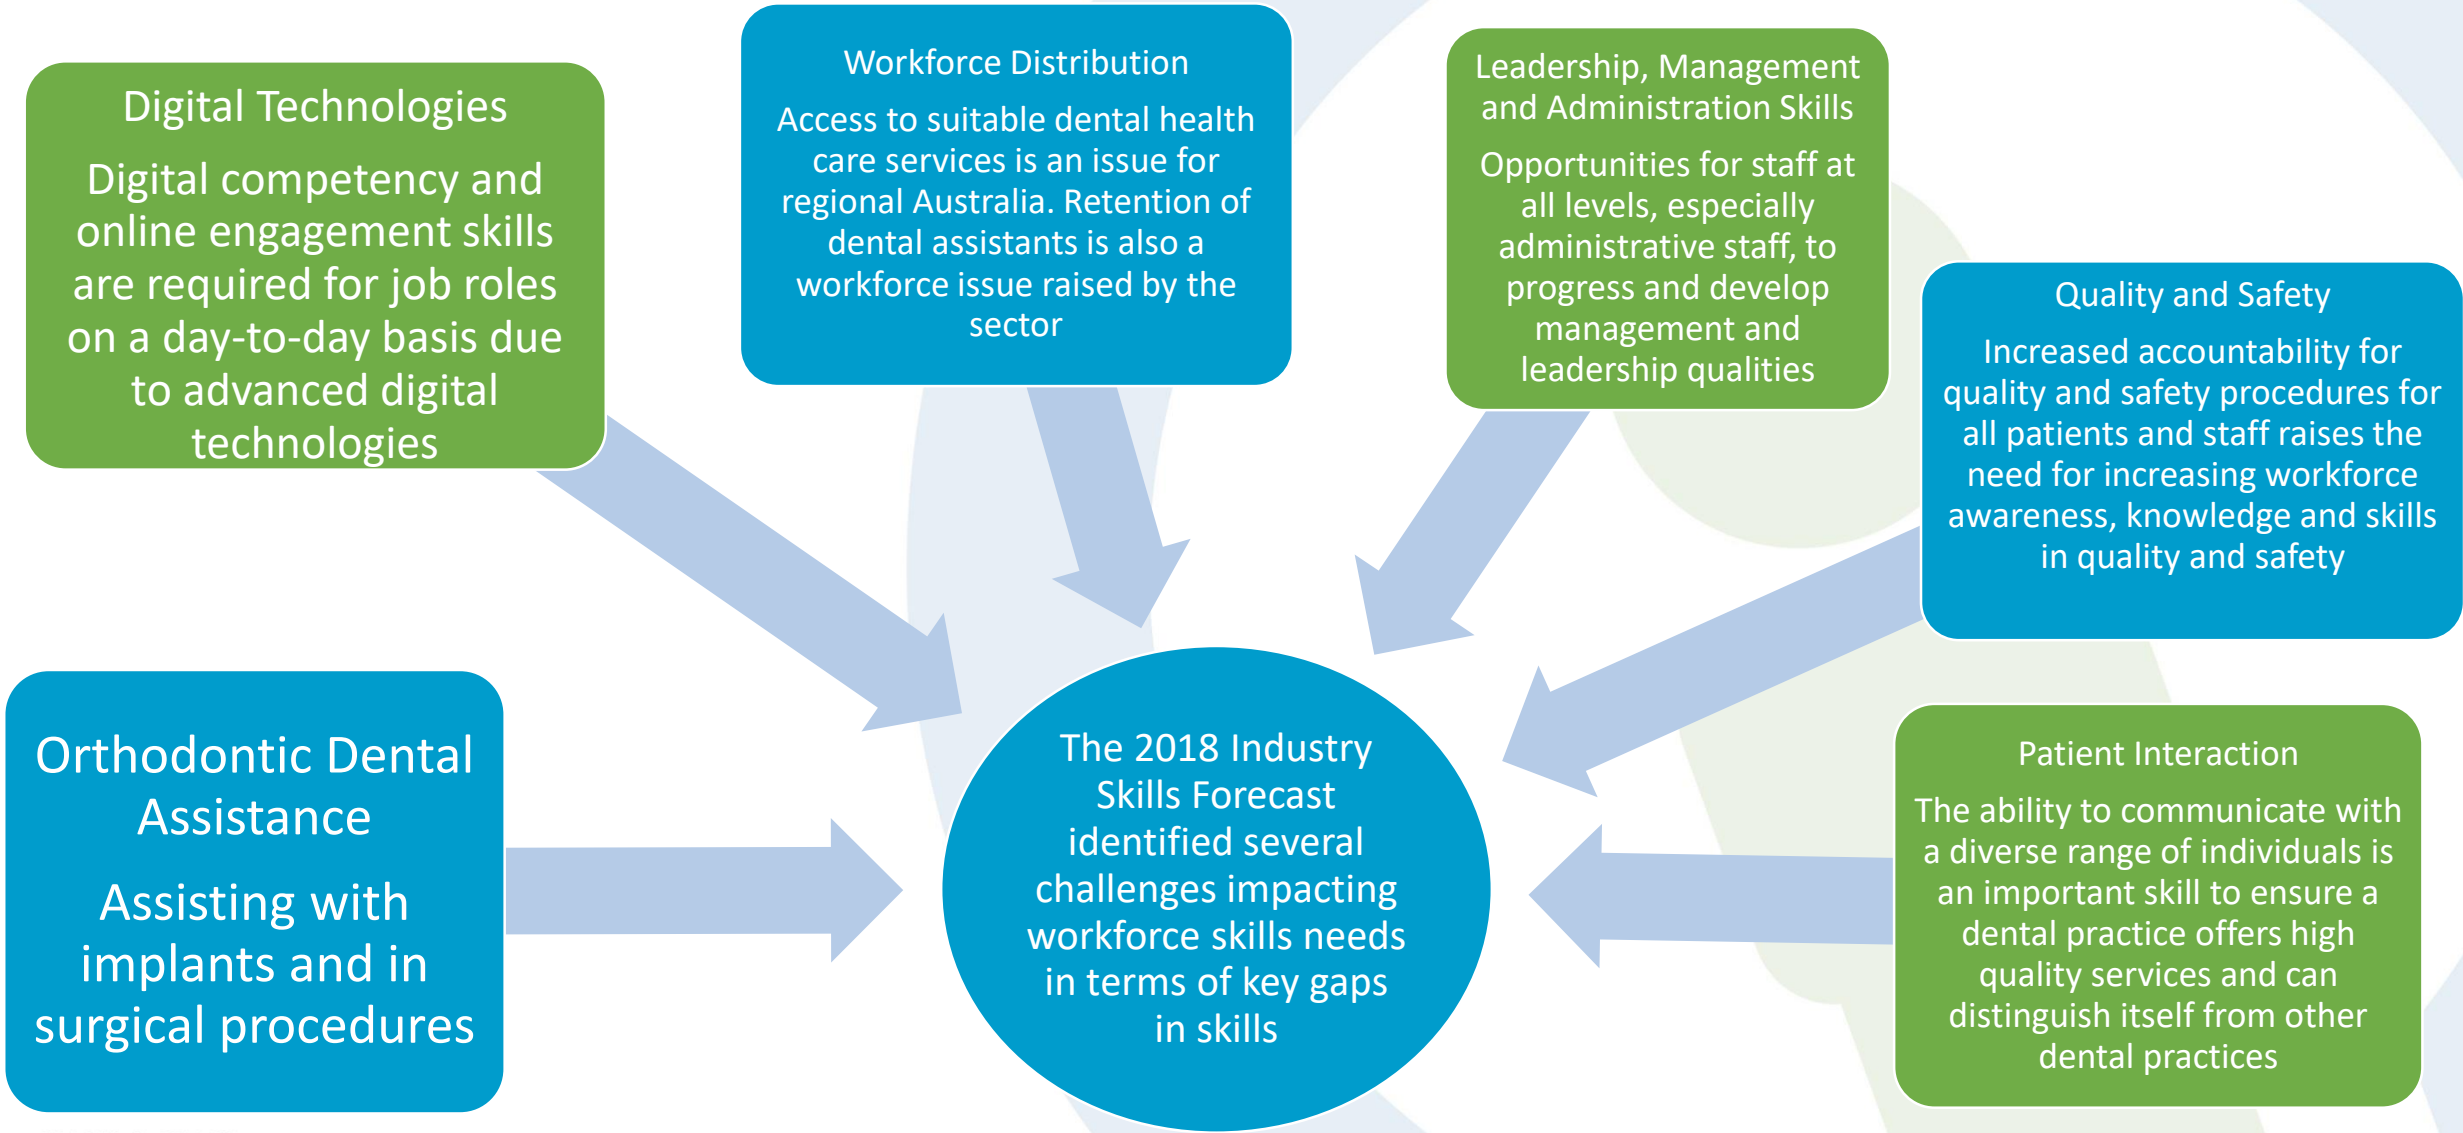 Digital Technologies
Digital competency and
online engagement skills
are required for job roles
on a day-to-day basis due
to advanced digital
technologies
Workforce Distribution
Access to suitable dental health
care services is an issue for
regional Australia. Retention of
dental assistants is also a
workforce issue raised by the
sector
Leadership, Management
and Administration Skills
Opportunities for staff at
all levels, especially
administrative staff, to
progress and develop
management and
leadership qualities
Quality and Safety
Increased accountability for
quality and safety procedures for
all patients and staff raises the
need for increasing workforce
awareness, knowledge and skills
in quality and safety
Orthodontic Dental
Assistance
Assisting with
implants and in
surgical procedures
The 2018 Industry
Skills Forecast
identified several
challenges impacting
workforce skills needs
in terms of key gaps
in skills
Patient Interaction
The ability to communicate with
a diverse range of individuals is
an important skill to ensure a
dental practice offers high
quality services and can
distinguish itself from other
dental practices